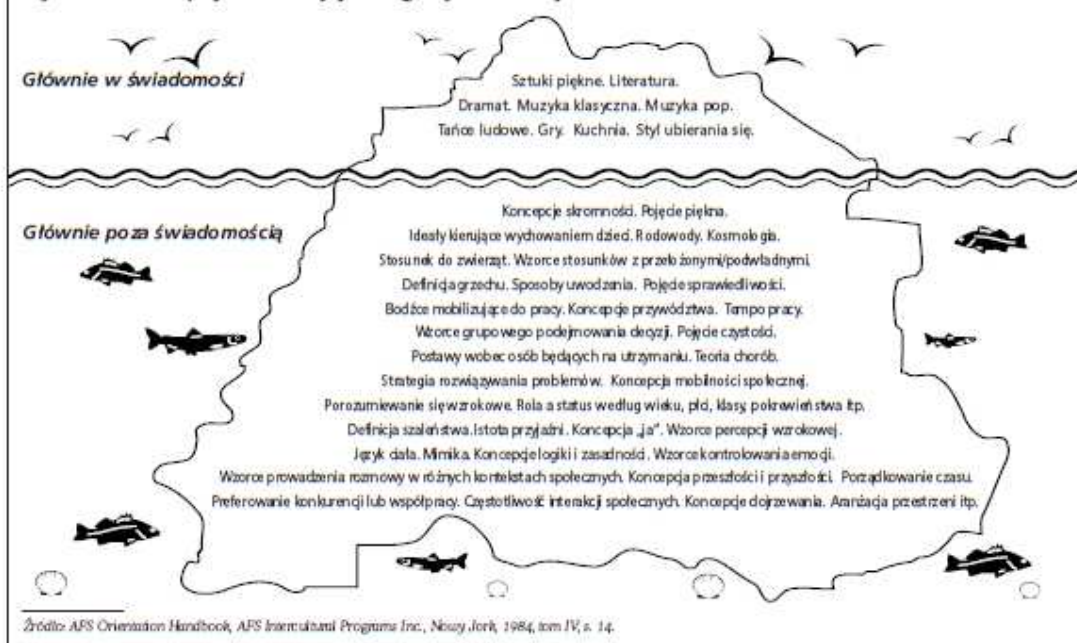 Głównie w świadomości
Sztuki piękne. Literatura.
Dramat. Muzyka klasyczna. Muzyka pop.
Tańce ludowe. Gry. Kuchnia. Styl ubierania się.
Głównie poza świadomością
Koncepcje skromności. Pojęcie piękna.
Ideały kierujące wychowaniem dzieci. Rodowody. Kosmologia.
Stosunek do zwierząt. Wzorce stosunków z przełożonymi/podwładnymi.
Definicja grzechu. Sposoby uwodzenia. Pojęcie sprawiedliwości.
Bodźce mobilizujące do pracy. Koncepcje przywództwa. Tempo pracy.
Wzorce grupowego podejmowania decyzji. Pojęcie czystości.
Postawy wobec osób będących na utrzymaniu. Teoria chorób.
Strategia rozwiązywania problemów. Koncepcja mobilności społecznej.
Porozumiewanie się wzrokowe. Rola a status według wieku, płci, klasy, pokrewieństwa itp.
Definicja szaleństwa. Istota przyjaźni. Koncepcja „ja”. Wzorce percepcji wzrokowej.
Język ciała. Mimika. Koncepcje logiki i zasadności. Wzorce kontrolowania emocji.
Wzorce prowadzenia rozmowy w różnych kontekstach społecznych. Koncepcja przeszłości i przyszłości. Porządkowanie czasu.
Preferowanie konkurencji lub współpracy. Częstotliwość interakcji społecznych. Koncepcje dojrzewania. Aranżacja przestrzeni itp.
Źródło: AFS Orientation Handbook, AFS Intercultural Programs Inc., Nowy Jork, 1984, tom IV, s. 14.